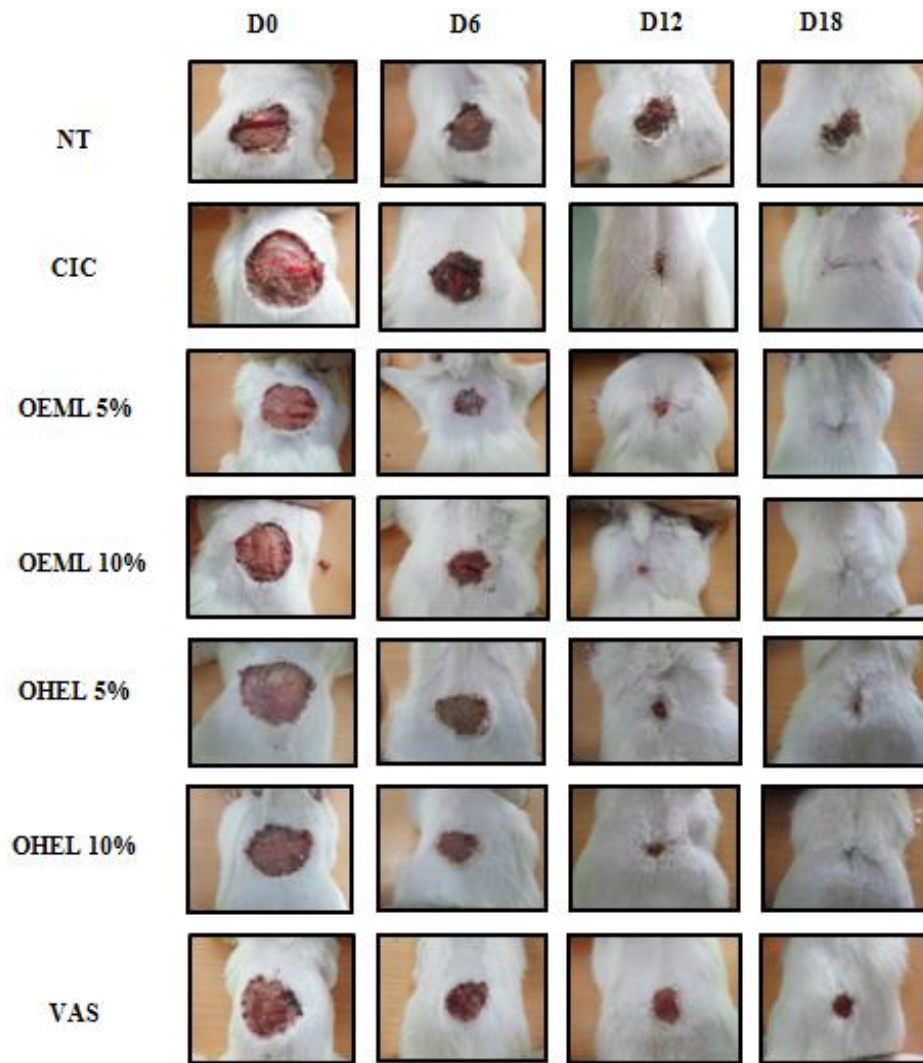 D0 D6 D12 D18
NT
CIC
OEML 5%
OEML 10%
OHEL 5%
OHEL 10%
VAS